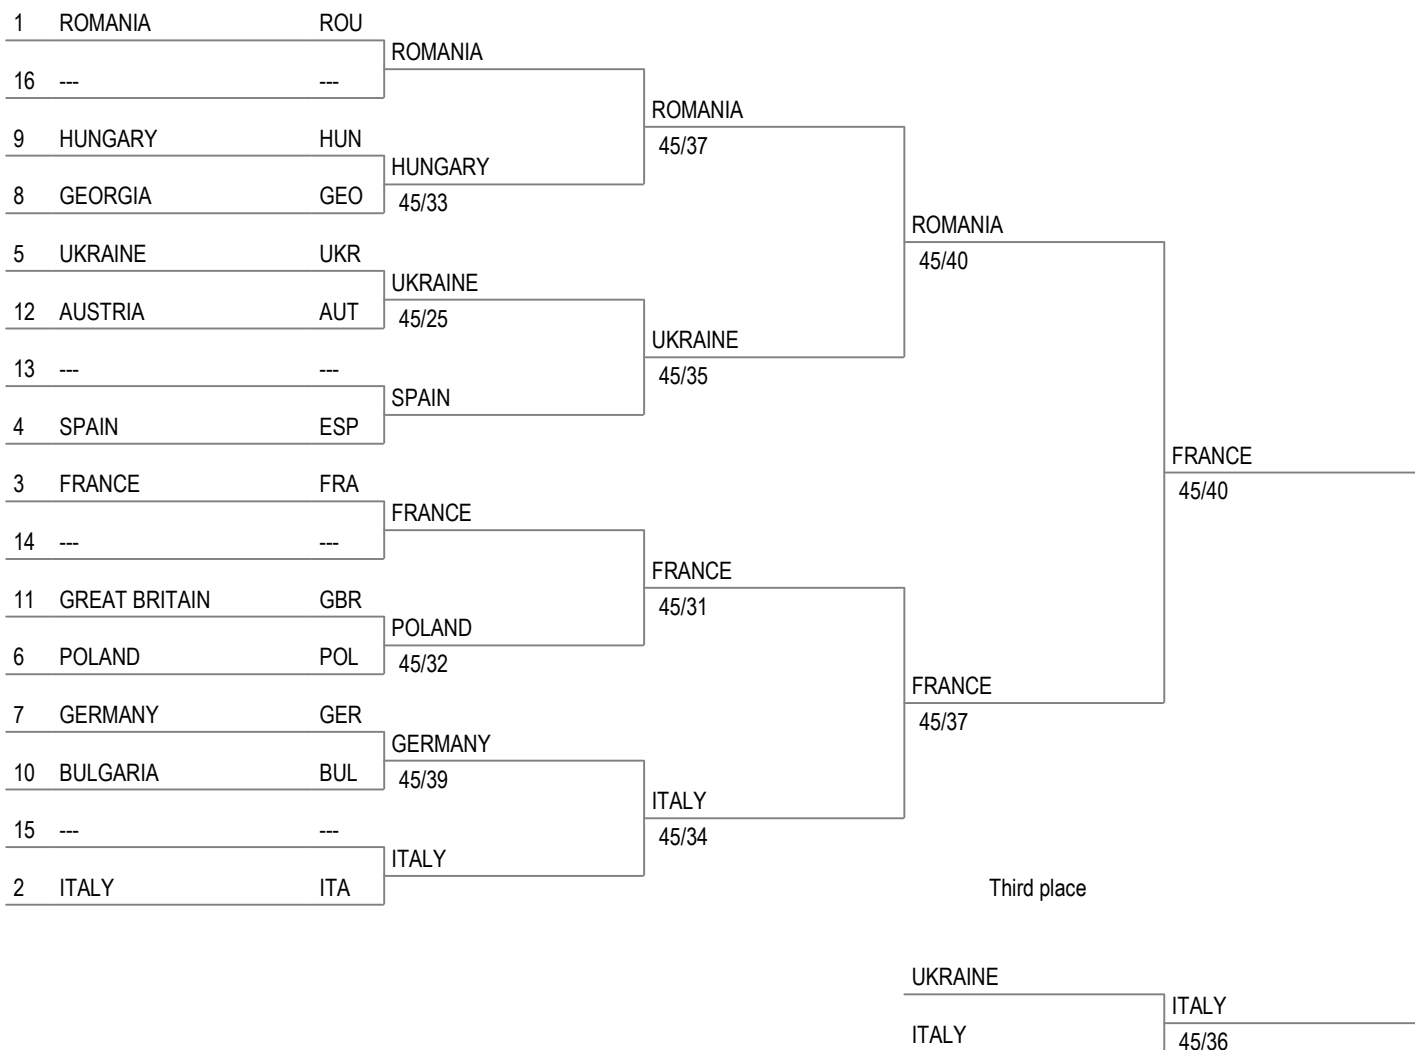 1 ROMANIA ROU
ROMANIA
16 --- ---
ROMANIA
45/37
9 HUNGARY HUN
HUNGARY
45/33
8 GEORGIA GEO
ROMANIA
45/40
5 UKRAINE UKR
UKRAINE
45/25
12 AUSTRIA AUT
UKRAINE
45/35
13 --- ---
SPAIN
4 SPAIN ESP
FRANCE
45/40
3 FRANCE FRA
FRANCE
14 --- ---
FRANCE
45/31
11 GREAT BRITAIN GBR
POLAND
45/32
6 POLAND POL
FRANCE
45/37
7 GERMANY GER
GERMANY
45/39
10 BULGARIA BUL
ITALY
45/34
15 --- ---
ITALY
2 ITALY ITA
Third place
UKRAINE
ITALY
ITALY
45/36